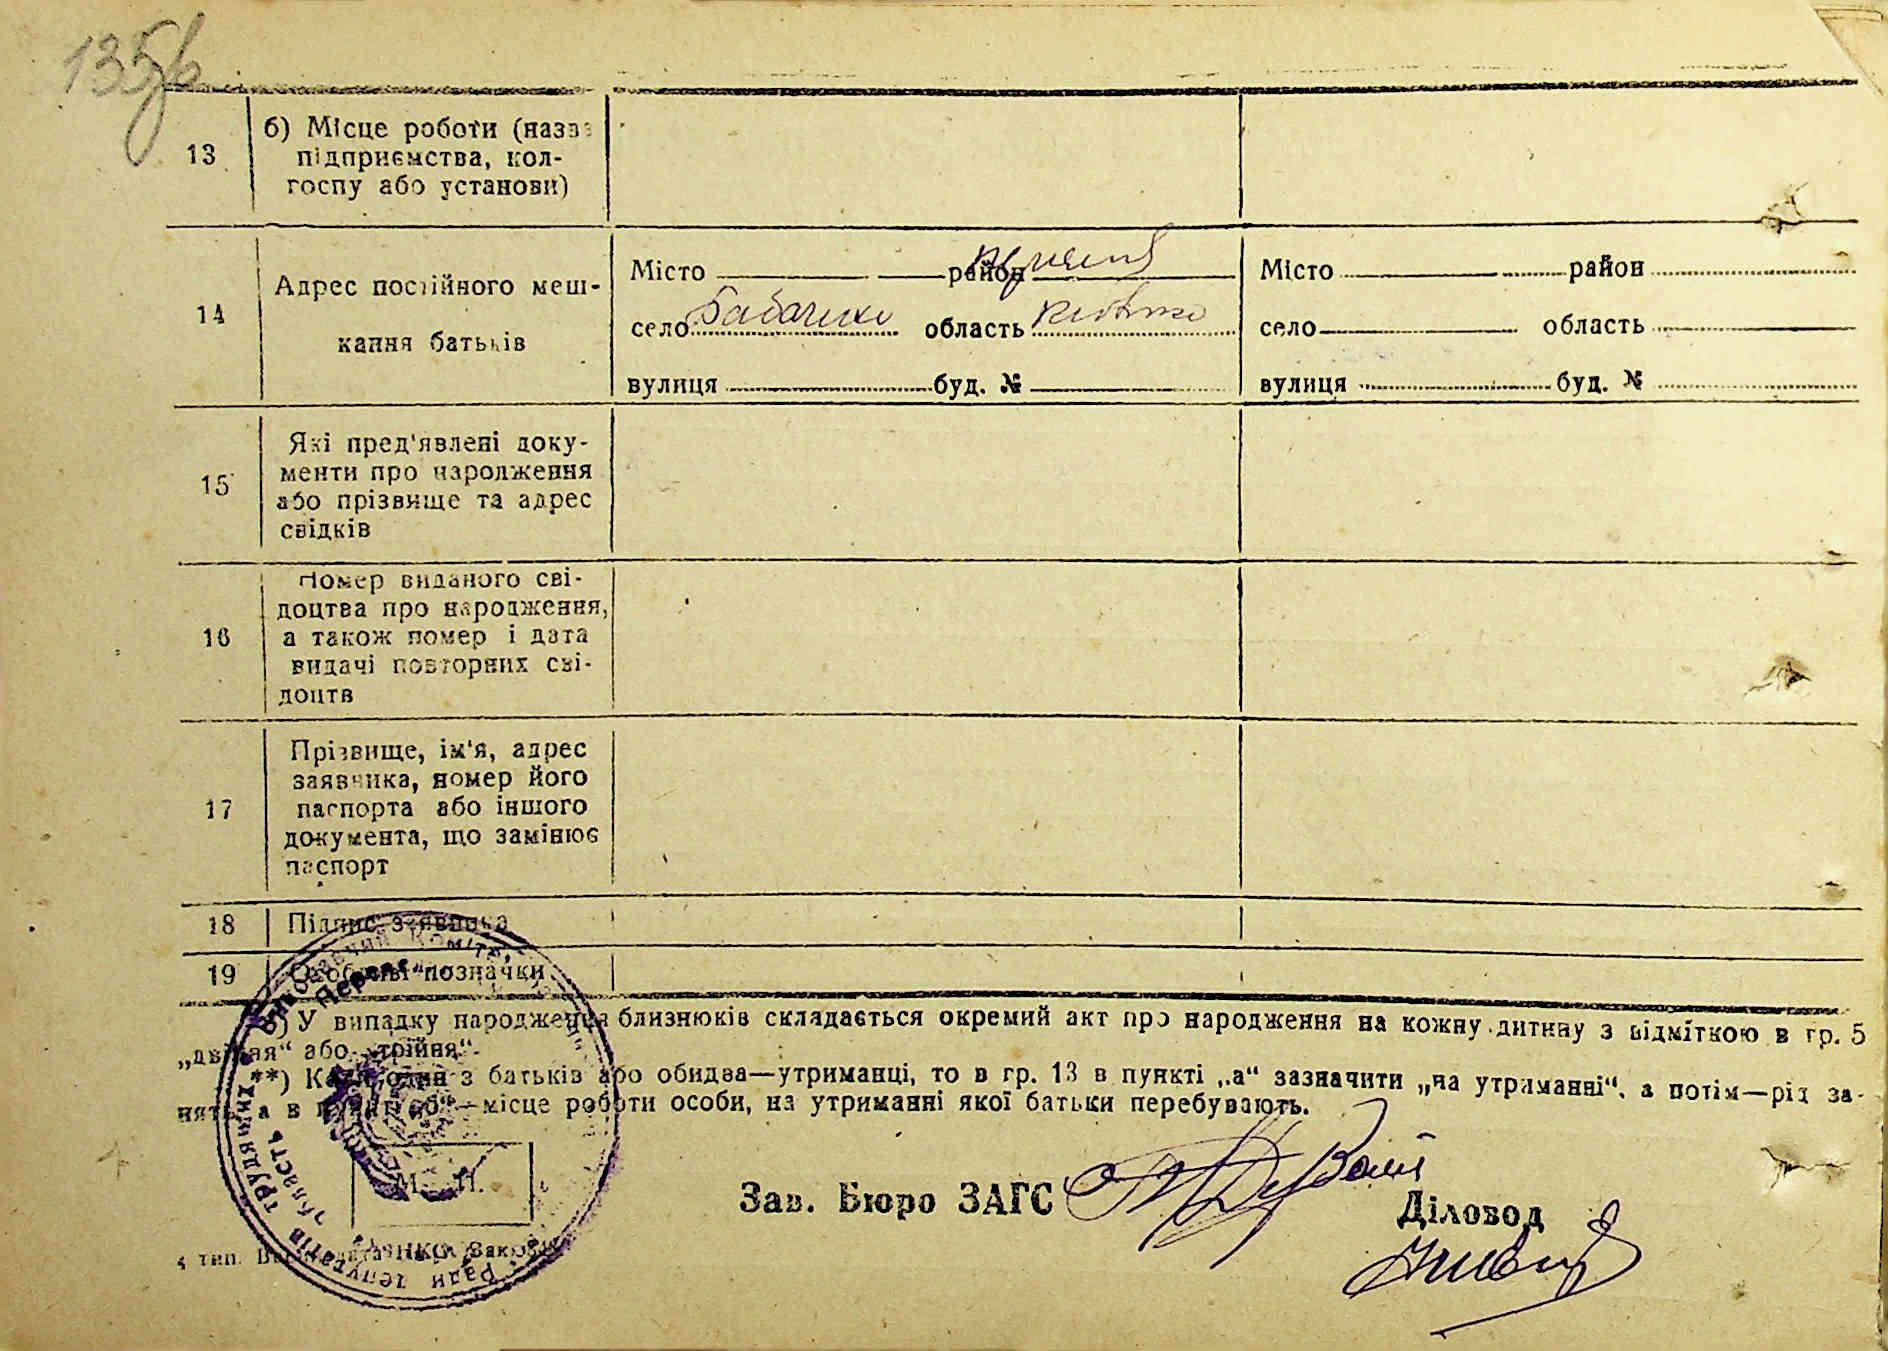 13
б) Місце роботи (назва
підприємства, кол-
госпу або установи)
14
Адрес постійного меш-
кання батьків
Місто район
село область
вулиця буд. №
Місто район
село область
вулиця буд. №
15
Які пред'явлені доку-
менти про народження
або прізвище та адрес
свідків
16
Номер виданого сві-
доцтва про народження,
а також номер і дата
видачі повторних сві-
доцтв
17
Прізвище, ім'я, адрес
заявника, номер його
паспорта або іншого
документа, що замінює
паспорт
18
Підпис заявника
19
Особливі позначки
*) У випадку народження близнюків складається окремий акт про народження на кожну дитину з відміткою в гр. 5
„двійня“ або „трійня“.
**) Коли один з батьків або обидва—утриманці, то в гр. 13 в пункті „а“ зазначити „на утриманні“, а потім—рід за-
нять, а в пункті „б“—місце роботи особи, на утриманні якої батьки перебувають.
М. П.
Зав. Бюро ЗАГС
Діловод